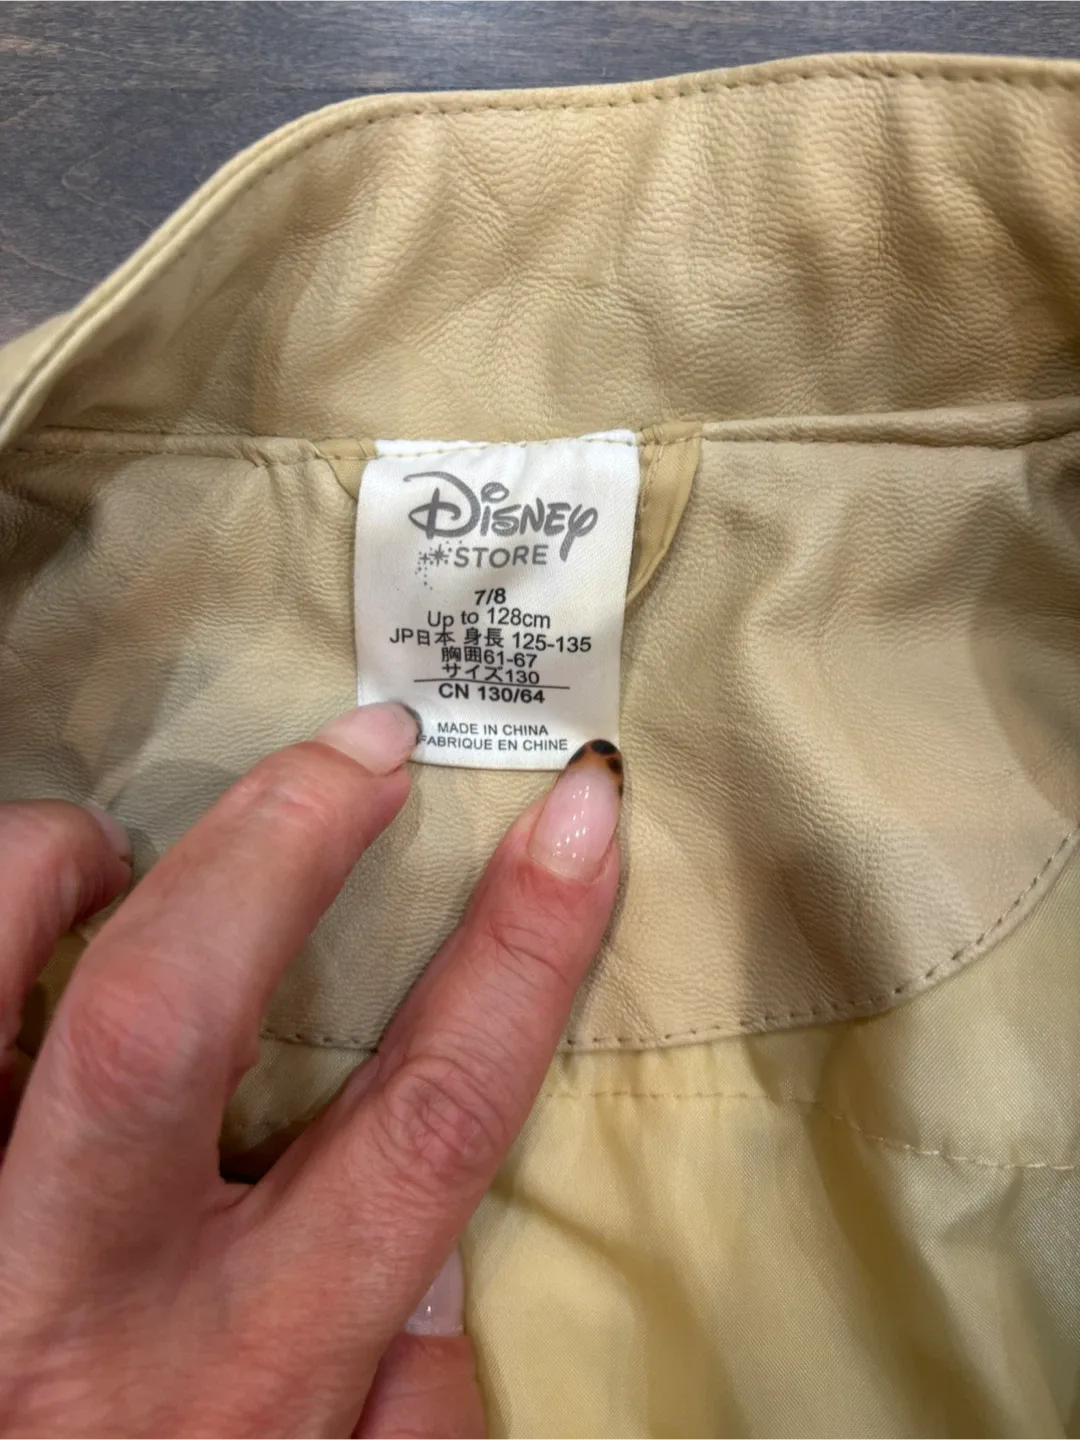 Disney
STORE
7/8
Up to 128cm
JP日本 身長 125-135
胸囲61-67
サイズ130
CN 130/64
MADE IN CHINA
FABRIQUE EN CHINE